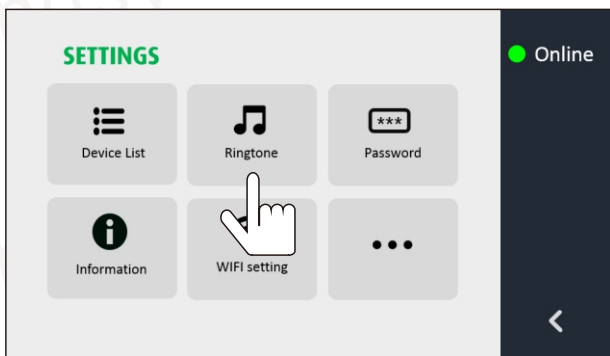 SETTINGS
Online
Device List
Ringtone
***
Password
Information
WIFI setting